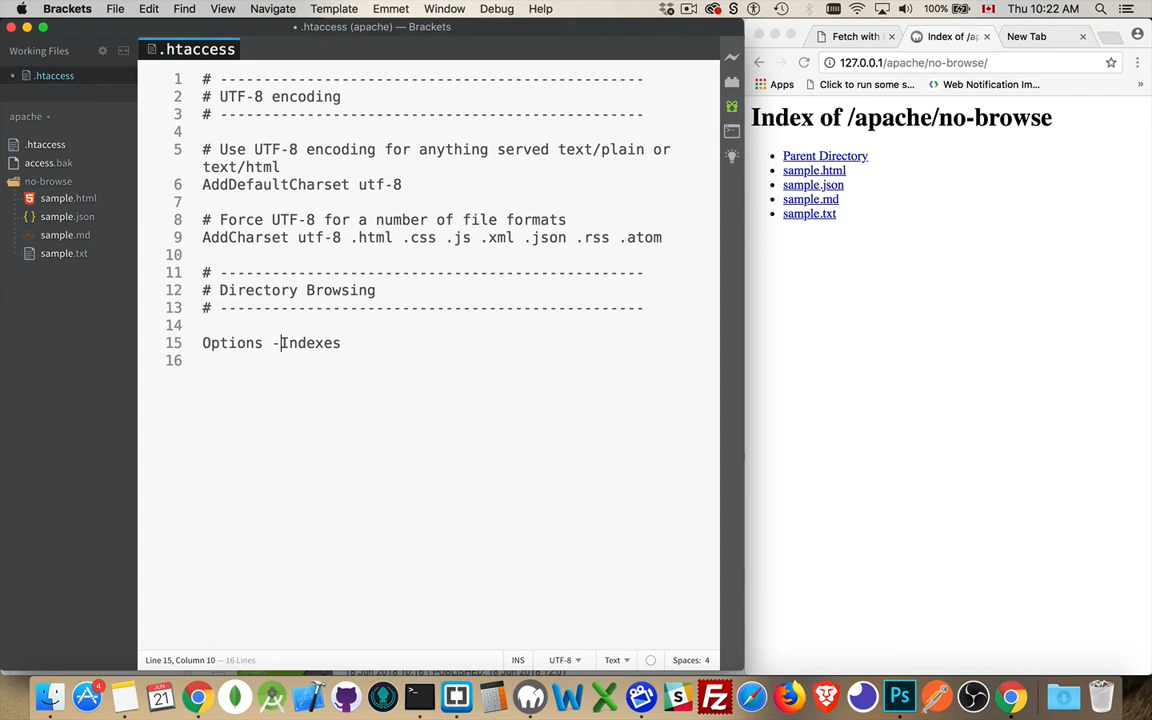 Brackets File Edit Find View Navigate Template Emmet Window Debug Help 100% Thu 10:22 AM
• .htaccess (apache) — Brackets
Working Files
.htaccess
• .htaccess
apache
.htaccess
access.bak
no-browse
sample.html
sample.json
sample.md
sample.txt
1 # -------------------------------------------------
2 # UTF-8 encoding
3 # -------------------------------------------------
4
5 # Use UTF-8 encoding for anything served text/plain or
text/html
6 AddDefaultCharset utf-8
7
8 # Force UTF-8 for a number of file formats
9 AddCharset utf-8 .html .css .js .xml .json .rss .atom
10
11 # -------------------------------------------------
12 # Directory Browsing
13 # -------------------------------------------------
14
15 Options -Indexes
16
Line 15, Column 10 — 16 Lines INS UTF-8 Text Spaces: 4
Fetch with Index of /ap New Tab
127.0.0.1/apache/no-browse/
Apps Click to run some s... Web Notification Im... »
Index of /apache/no-browse
• Parent Directory
• sample.html
• sample.json
• sample.md
• sample.txt
4
JUN
21